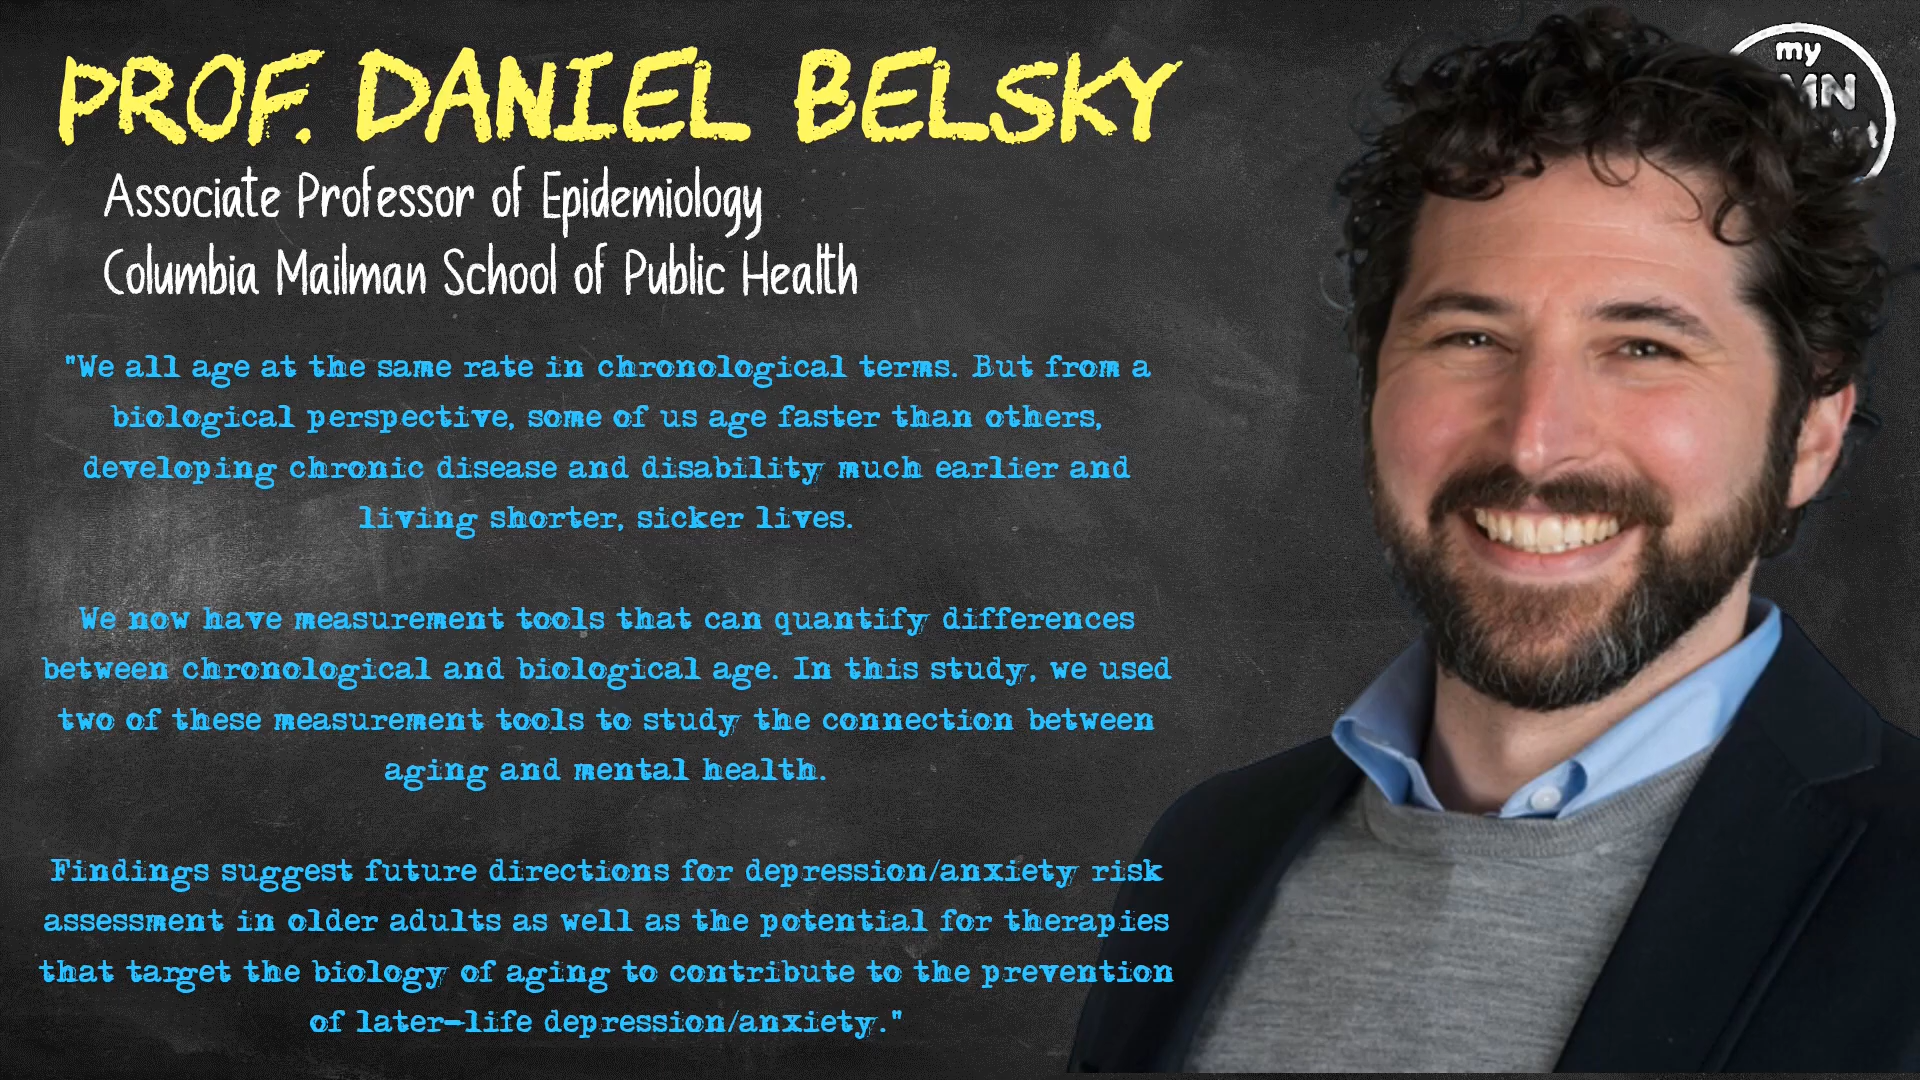 PROF. DANIEL BELSKY
my
Associate Professor of Epidemiology
Columbia Mailman School of Public Health
"We all age at the same rate in chronological terms. But from a
biological perspective, some of us age faster than others,
developing chronic disease and disability much earlier and
living shorter, sicker lives.
We now have measurement tools that can quantify differences
between chronological and biological age. In this study, we used
two of these measurement tools to study the connection between
aging and mental health.
Findings suggest future directions for depression/anxiety risk
assessment in older adults as well as the potential for therapies
that target the biology of aging to contribute to the prevention
of later-life depression/anxiety."